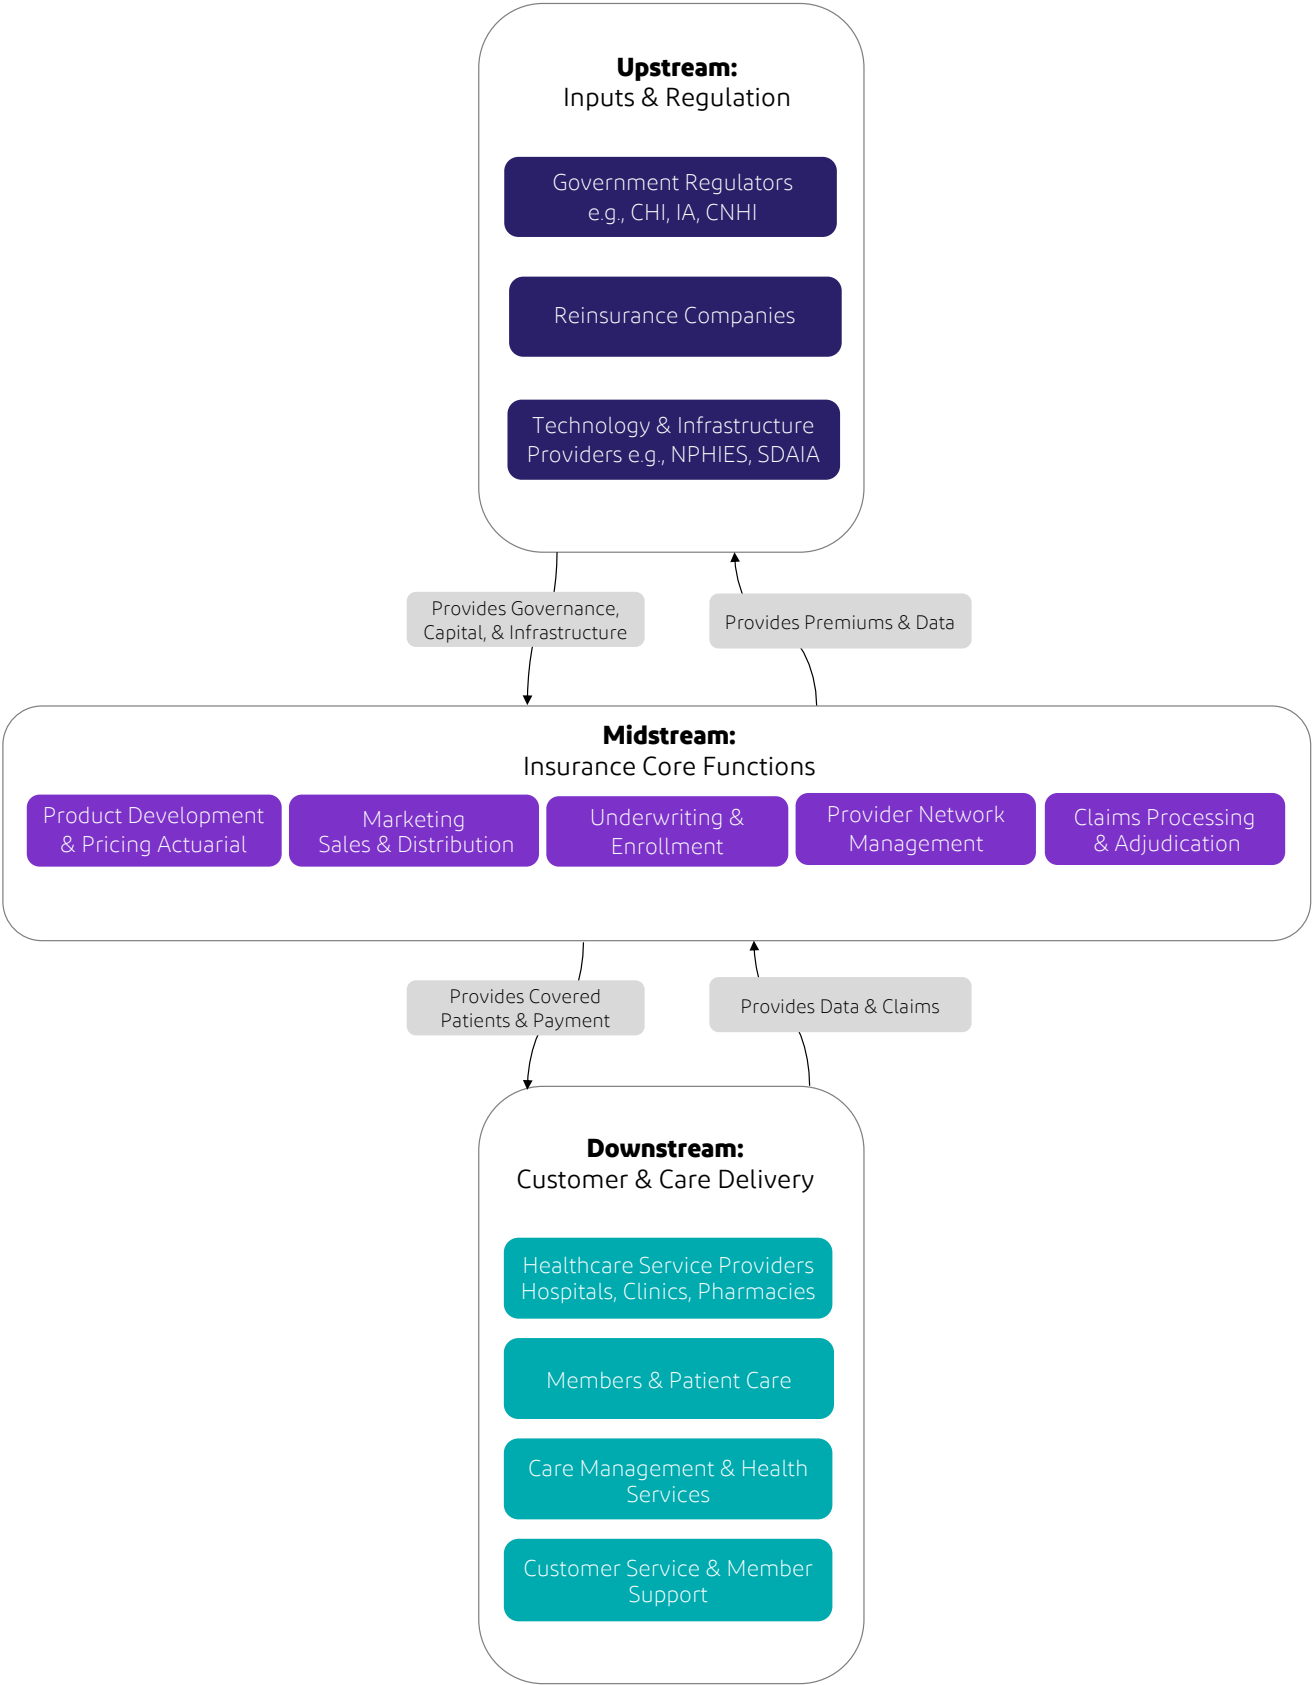 Upstream:
Inputs & Regulation
Government Regulators
e.g., CHI, IA, CNHI
Reinsurance Companies
Technology & Infrastructure
Providers e.g., NPHIES, SDAIA
Provides Governance,
Capital, & Infrastructure
Provides Premiums & Data
Midstream:
Insurance Core Functions
Product Development
& Pricing Actuarial
Marketing
Sales & Distribution
Underwriting &
Enrollment
Provider Network
Management
Claims Processing
& Adjudication
Provides Covered
Patients & Payment
Provides Data & Claims
Downstream:
Customer & Care Delivery
Healthcare Service Providers
Hospitals, Clinics, Pharmacies
Members & Patient Care
Care Management & Health
Services
Customer Service & Member
Support